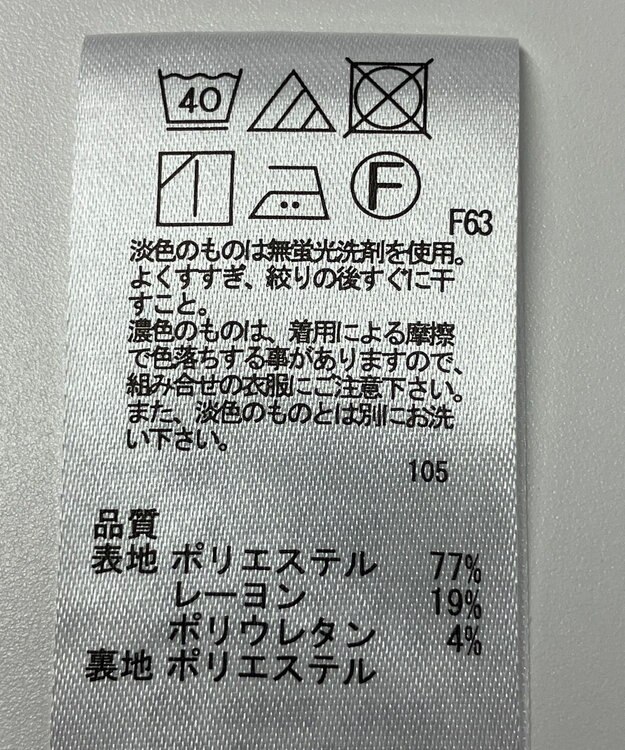 40
F
F63
淡色のものは無蛍光洗剤を使用。
よくすすぎ、絞りの後すぐに干
すこと。
濃色のものは、着用による摩擦
で色落ちする事がありますので、
組み合せの衣服にご注意下さい。
また、淡色のものとは別にお洗
い下さい。
105
品質
表地 ポリエステル 77%
レーヨン 19%
ポリウレタン 4%
裏地 ポリエステル